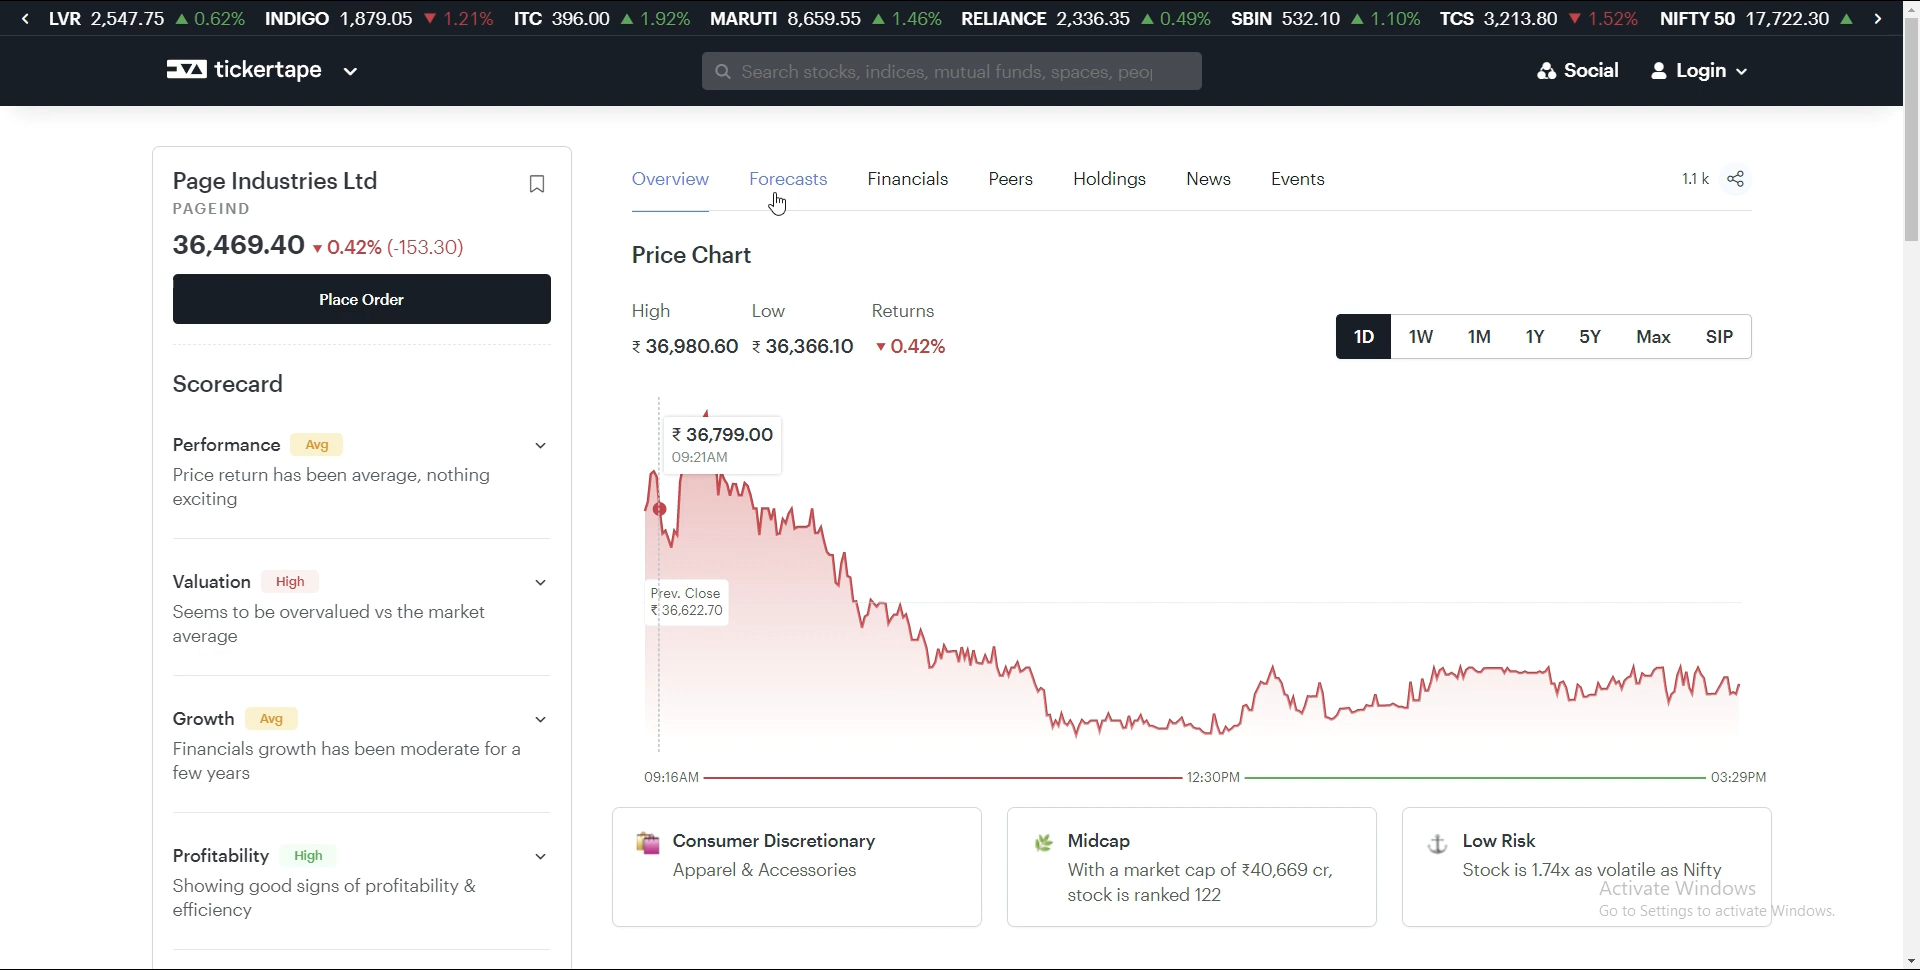 LVR 2,547.75 ▲ 0.62% INDIGO 1,879.05 ▼ 1.21% ITC 396.00 ▲ 1.92% MARUTI 8,659.55 ▲ 1.46% RELIANCE 2,336.35 ▲ 0.49% SBIN 532.10 ▲ 1.10% TCS 3,213.80 ▼ 1.52% NIFTY 50 17,722.30 ▲
tickertape
Search stocks, indices, mutual funds, spaces,
Social
Login
Page Industries Ltd
PAGEIND
36,469.40 ▼ 0.42% (-153.30)
Place Order
Scorecard
Performance Avg
Price return has been average, nothing
exciting
Valuation High
Seems to be overvalued vs the market
average
Growth Avg
Financials growth has been moderate for a
few years
Profitability High
Showing good signs of profitability &
efficiency
Overview Forecasts Financials Peers Holdings News Events
1.1 k
Price Chart
High Low Returns
₹ 36,980.60 ₹ 36,366.10 ▼ 0.42%
1D 1W 1M 1Y 5Y Max SIP
₹ 36,799.00
09:21AM
Prev. Close
₹ 36,622.70
09:16AM 12:30PM 03:29PM
Consumer Discretionary
Apparel & Accessories
Midcap
With a market cap of ₹40,669 cr,
stock is ranked 122
Low Risk
Stock is 1.74x as volatile as Nifty
Activate Windows
Go to Settings to activate Windows.